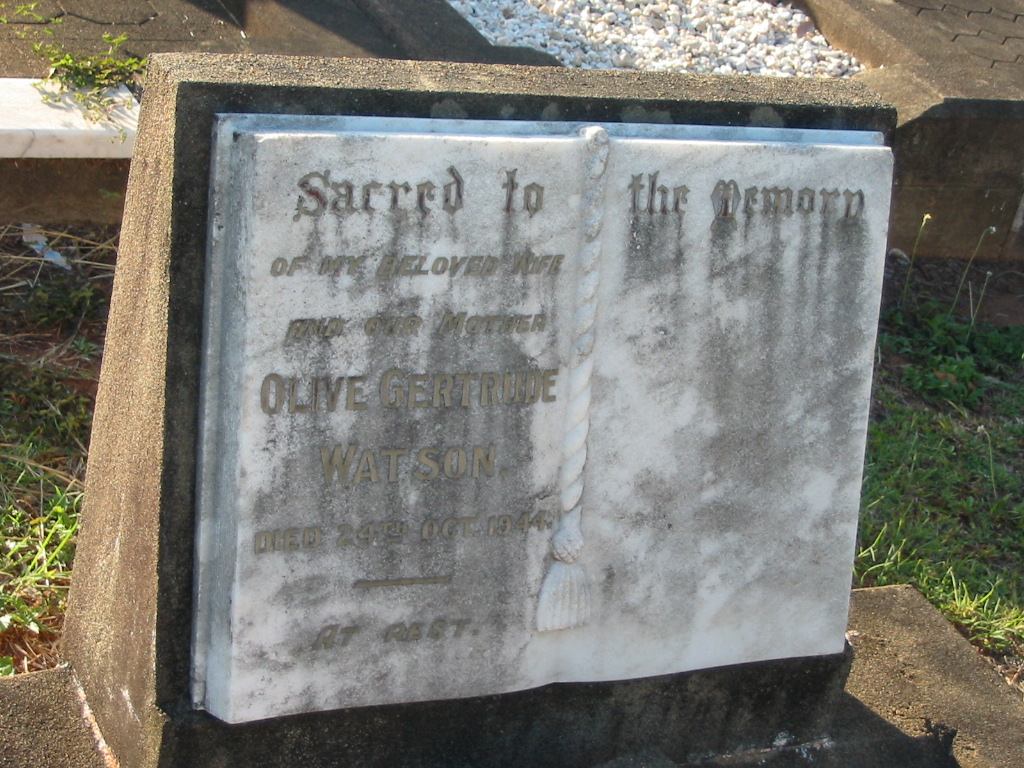 Sacred to the Memory
OF MY BELOVED WIFE
AND OUR MOTHER
OLIVE GERTRUDE
WATSON.
DIED 24TH OCT. 1944.
AT REST.